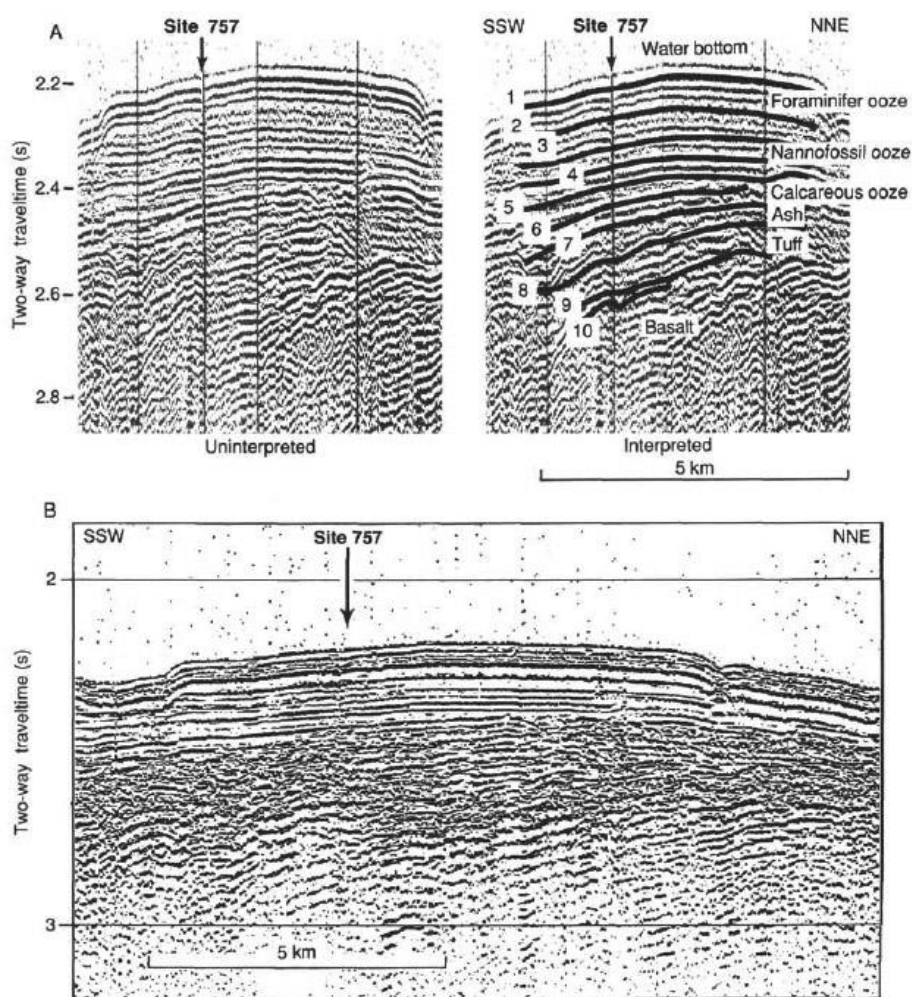 A
Site 757
2.2
2.4
2.6
2.8
Two-way traveltime (s)
Uninterpreted
SSW
Site 757
NNE
Water bottom
1
Foraminifer ooze
2
3
Nannofossil ooze
4
Calcareous ooze
5
Ash
6
7
Tuff
8
9
10
Basalt
Interpreted
5 km
B
SSW
Site 757
NNE
2
Two-way traveltime (s)
3
5 km